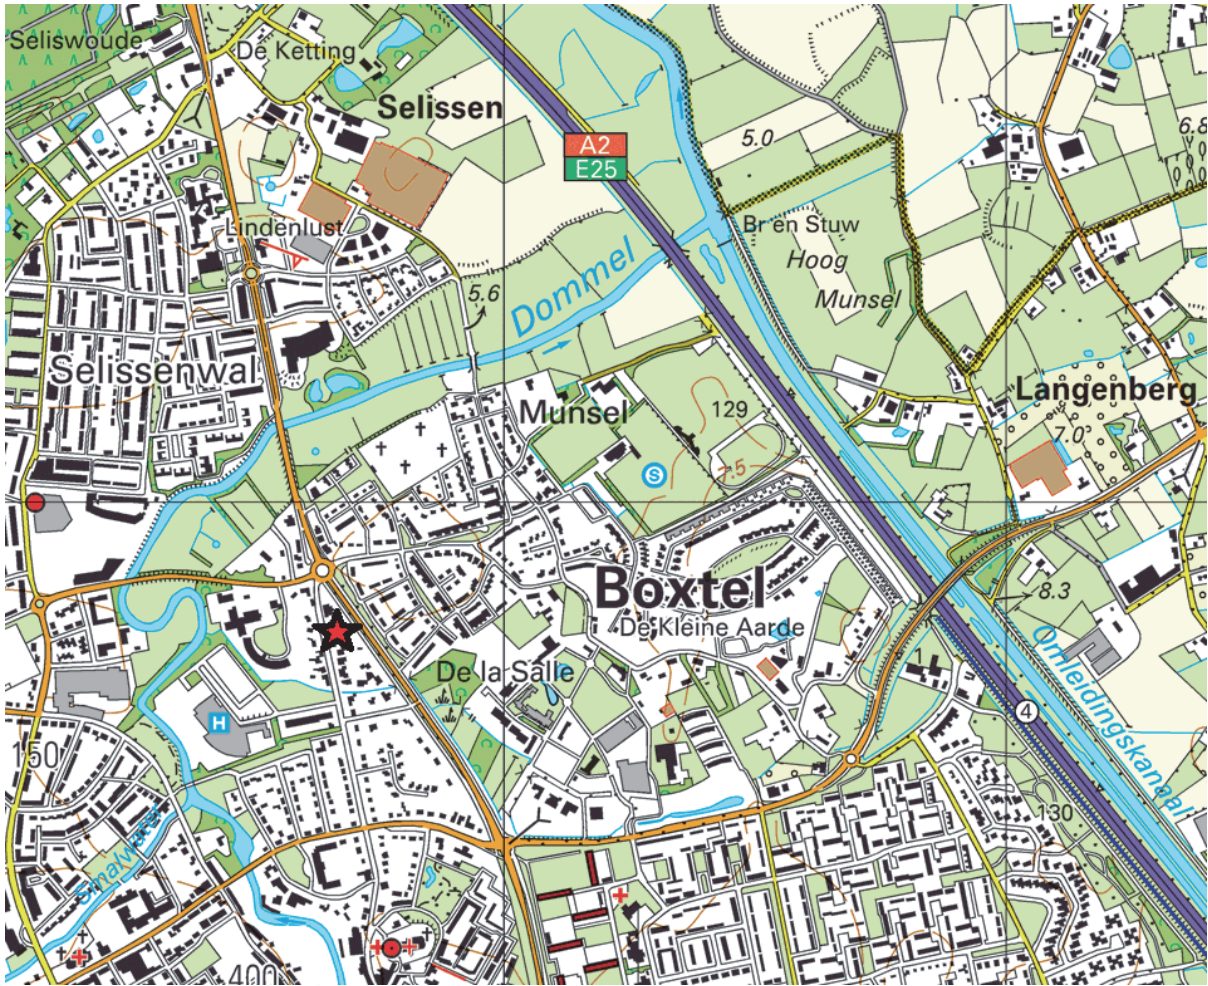 Seliswoude
De Ketting
Selissen
A2
E25
5.0
6.8
Lindenlust
Br en Stuw
Hoog
Munsel
Dommel
5.6
Selissenwal
Munsel
129
Langenberg
7.0
7.5
S
Boxtel
De Kleine Aarde
8.3
1
De la Salle
Omleidingskanaal
H
4
150
130
Smalwater
400